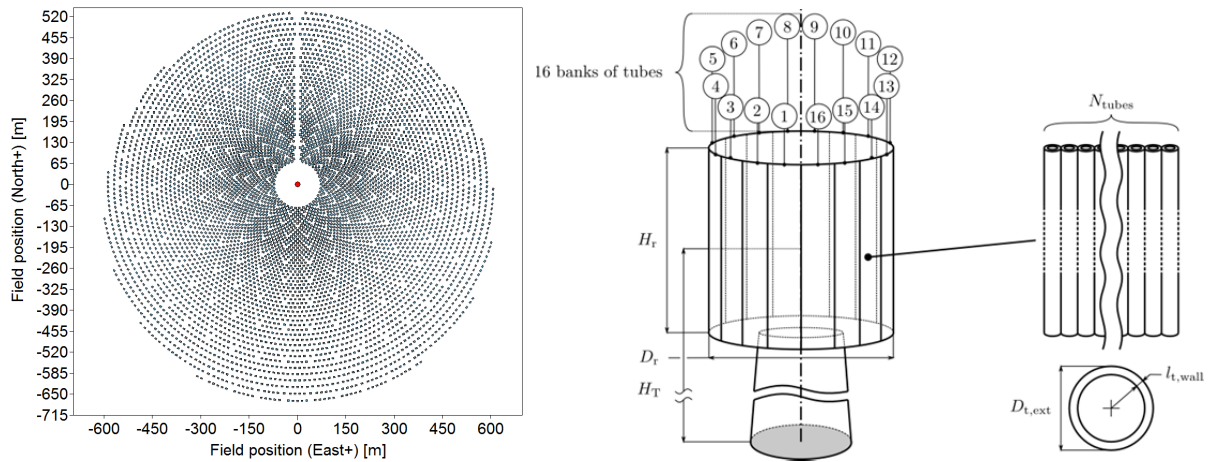 520
455
390
325
260
195
130
65
0
-65
-130
-195
-260
-325
-390
-455
-520
-585
-650
-715
Field position (North+) [m]
-600 -450 -300 -150 0 150 300 450 600
Field position (East+) [m]
16 banks of tubes
8 9
7 10
6 11
5 12
4 13
3 2 1 16 15 14
H_r
D_r
H_T
N_tubes
l_t,wall
D_t,ext